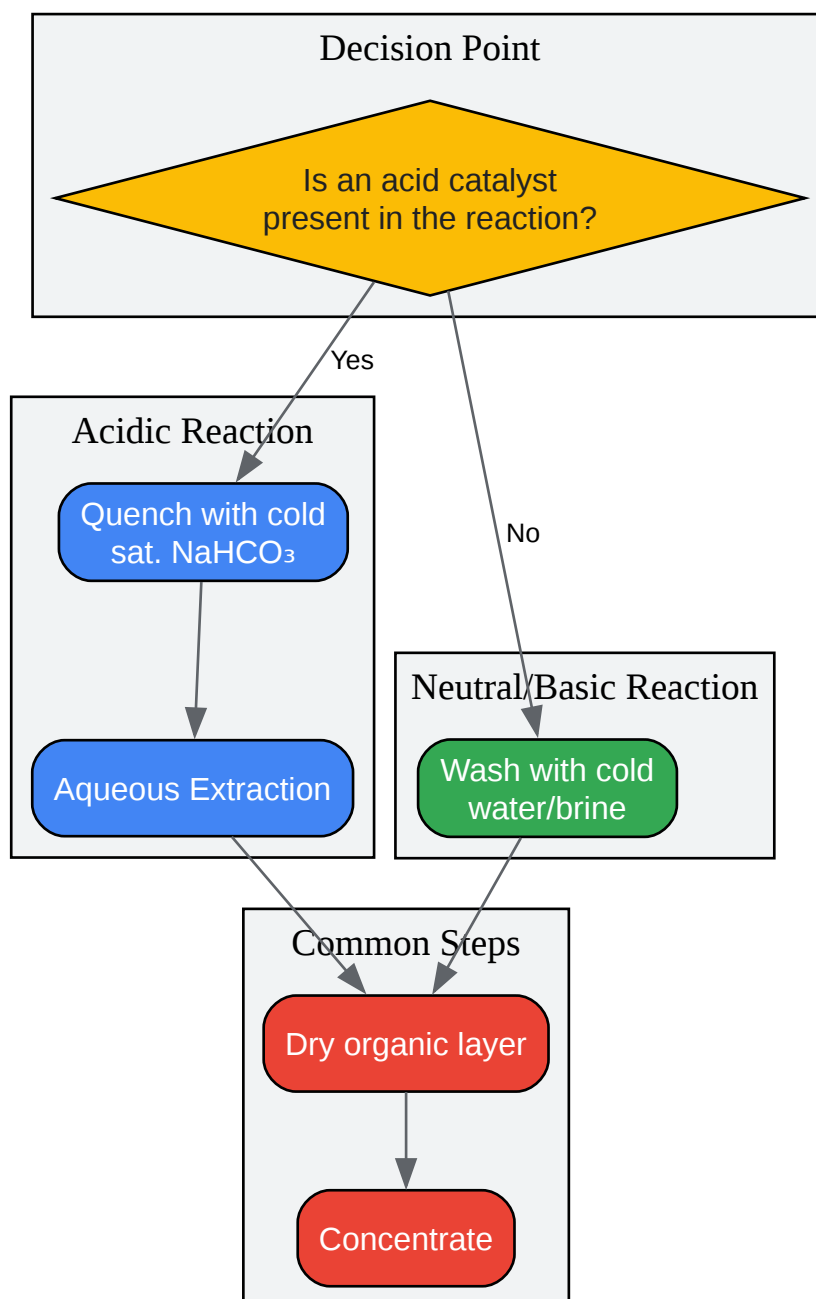 Decision Point
Is an acid catalyst
present in the reaction?
Yes
Acidic Reaction
Quench with cold
sat. NaHCO₃
No
Neutral/Basic Reaction
Aqueous Extraction
Wash with cold
water/brine
Common Steps
Dry organic layer
Concentrate